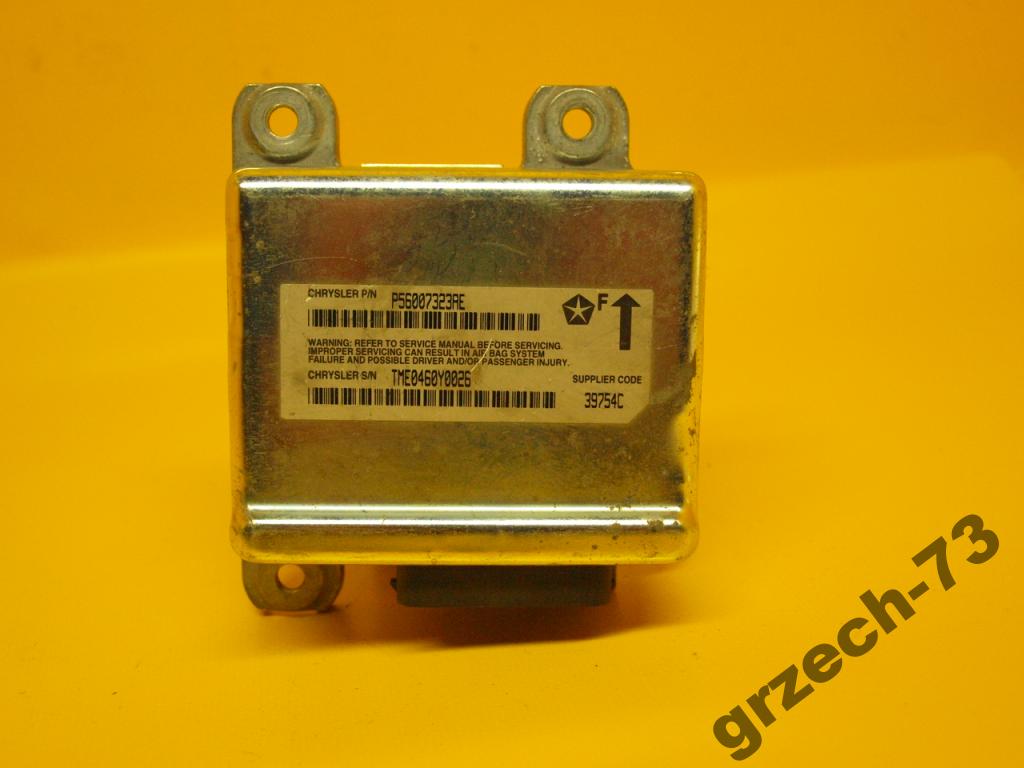 CHRYSLER P/N P56007323AE
F
WARNING: REFER TO SERVICE MANUAL BEFORE SERVICING.
IMPROPER SERVICING CAN RESULT IN AIR BAG SYSTEM
FAILURE AND POSSIBLE DRIVER AND/OR PASSENGER INJURY.
CHRYSLER S/N TME0460Y0026
SUPPLIER CODE
39754C
grzech-73